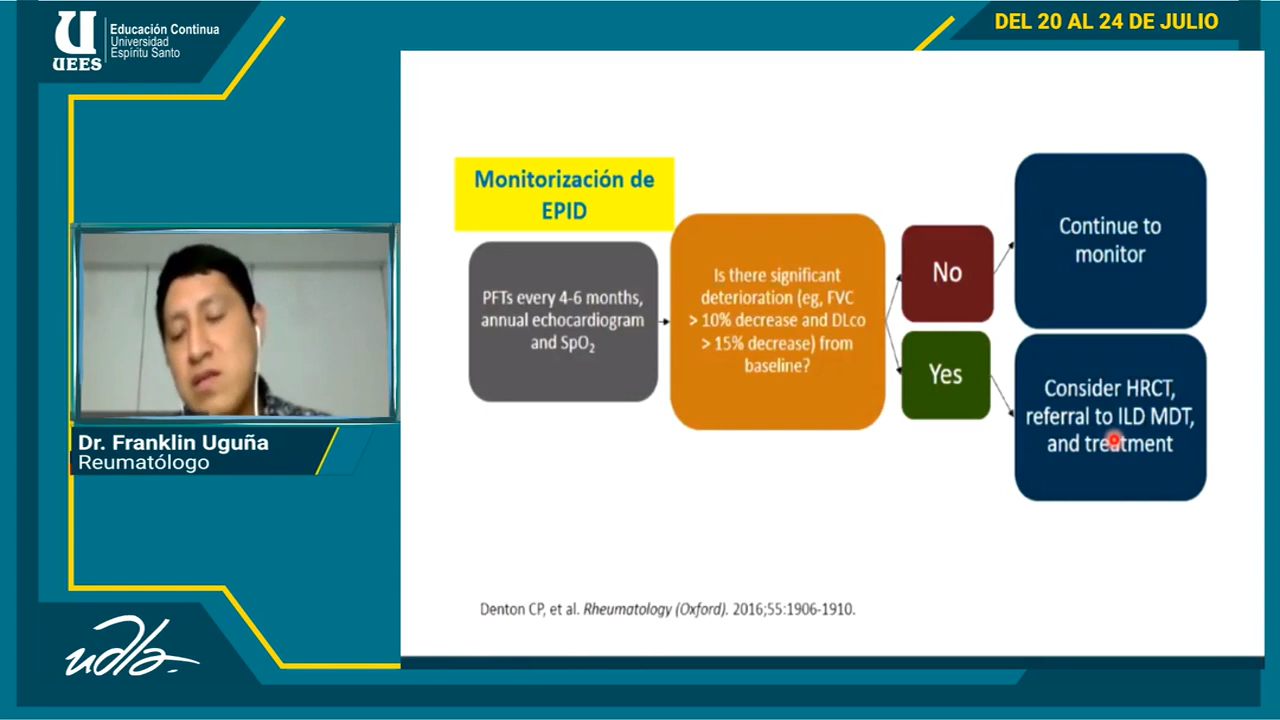 UEES
Educación Continua
Universidad
Espíritu Santo
DEL 20 AL 24 DE JULIO
Monitorización de
EPID
PFTs every 4-6 months,
annual echocardiogram
and SpO₂
Is there significant
deterioration (eg, FVC
> 10% decrease and DLco
> 15% decrease) from
baseline?
No
Yes
Continue to
monitor
Consider HRCT,
referral to ILD MDT,
and treatment
Dr. Franklin Uguña
Reumatólogo
Denton CP, et al. Rheumatology (Oxford). 2016;55:1906-1910.
udla.